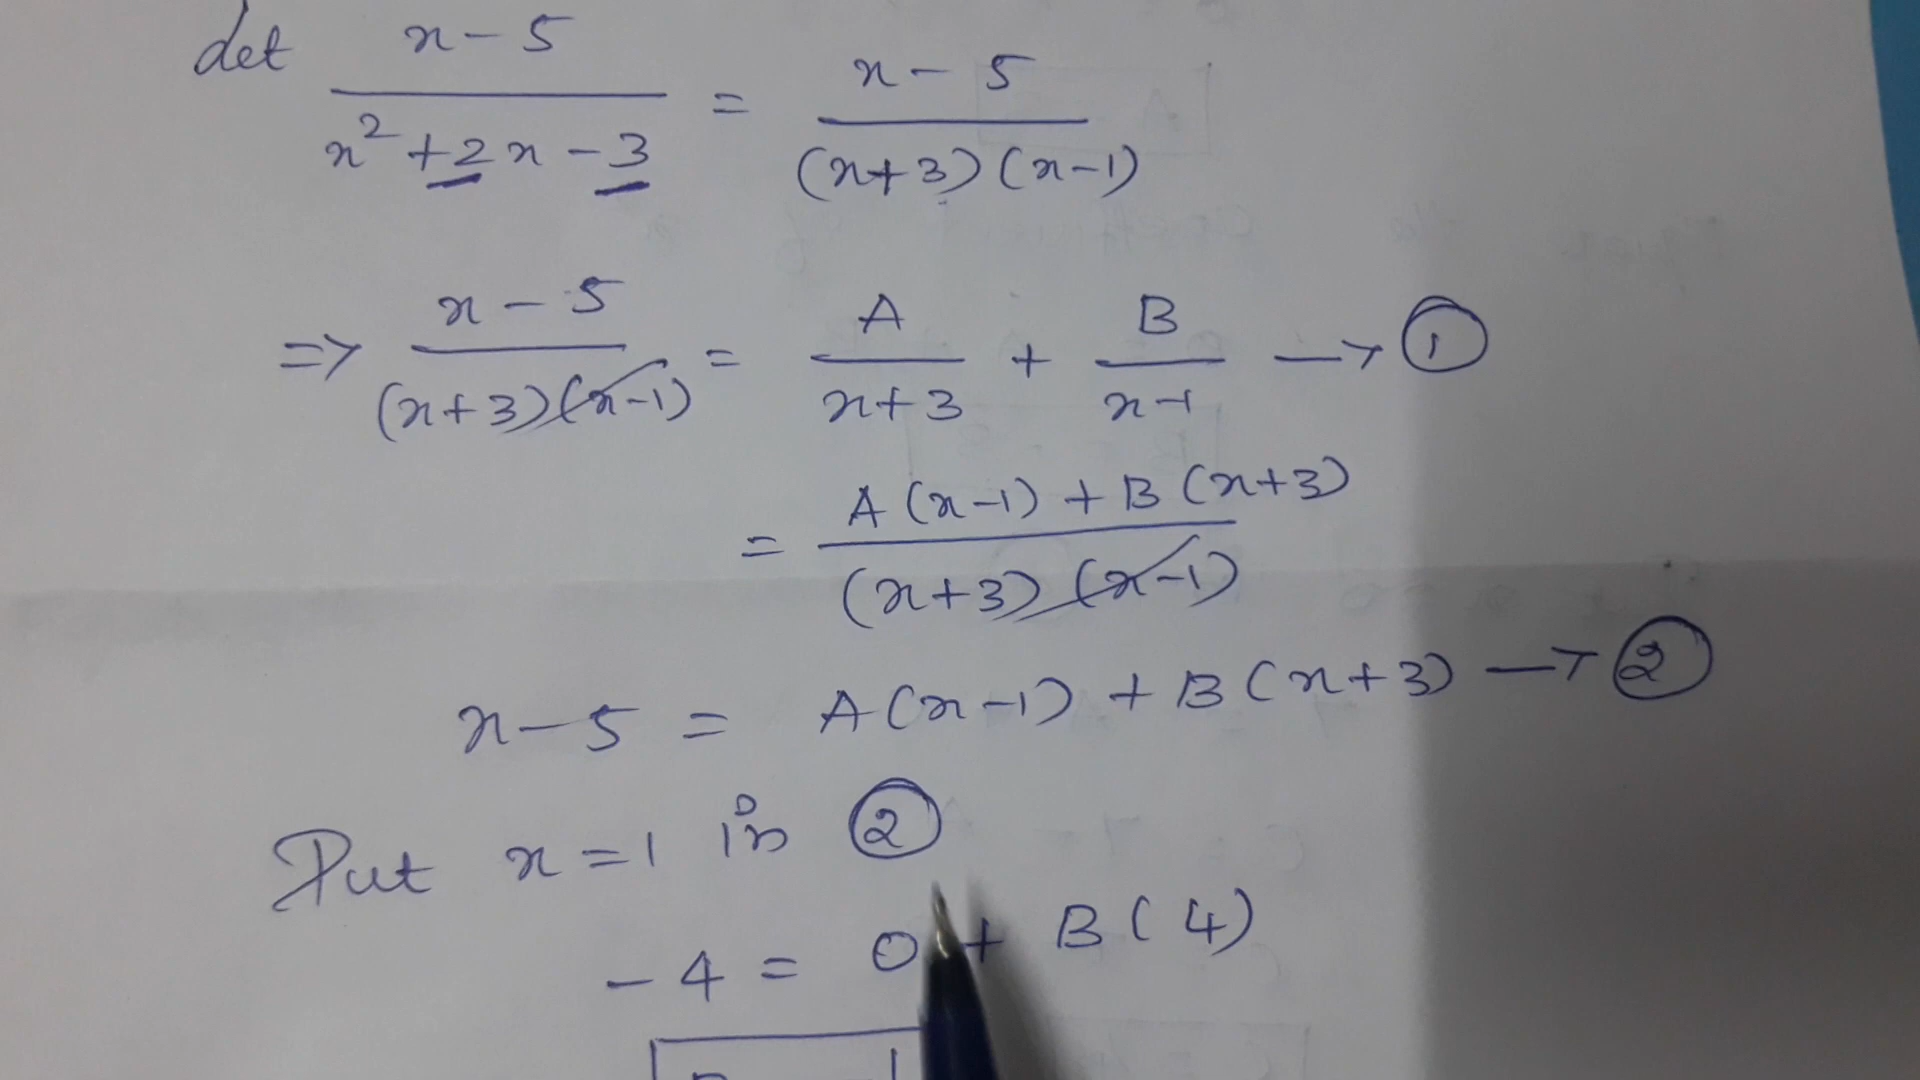 let x - 5 / x² + 2x - 3 = x - 5 / (x+3)(x-1)
=> x - 5 / (x+3)(x-1) = A / x+3 + B / x-1 → ①
= A(x-1) + B(x+3) / (x+3)(x-1)
x - 5 = A(x-1) + B(x+3) → ②
Put x = 1 in ②
- 4 = 0 + B(4)